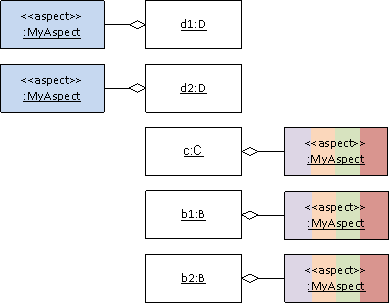 <<aspect>>
:MyAspect
d1:D
<<aspect>>
:MyAspect
d2:D
c:C
<<aspect>>
:MyAspect
b1:B
<<aspect>>
:MyAspect
b2:B
<<aspect>>
:MyAspect